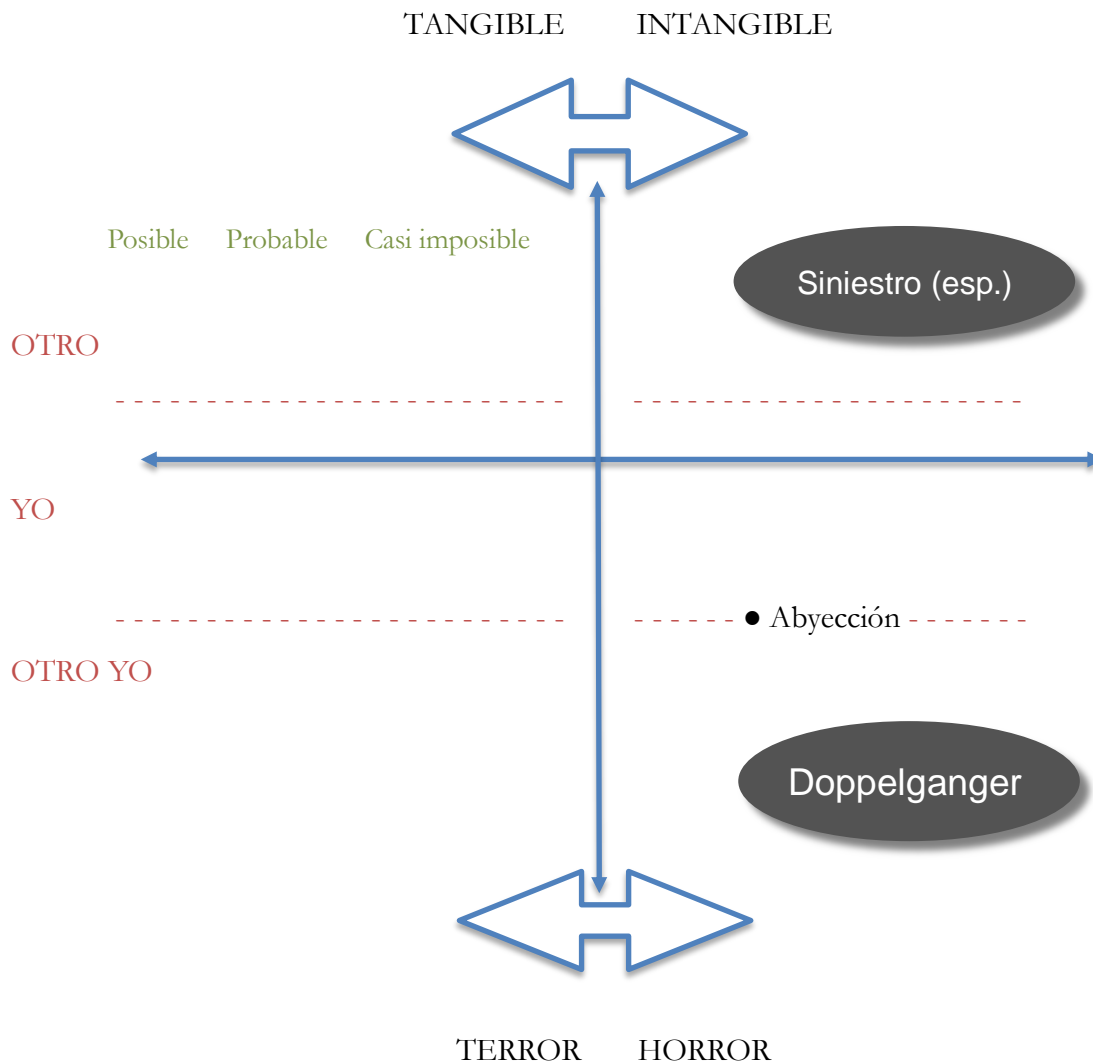 TANGIBLE INTANGIBLE
Posible Probable Casi imposible
Siniestro (esp.)
OTRO
YO
● Abyección
OTRO YO
Doppelganger
TERROR HORROR